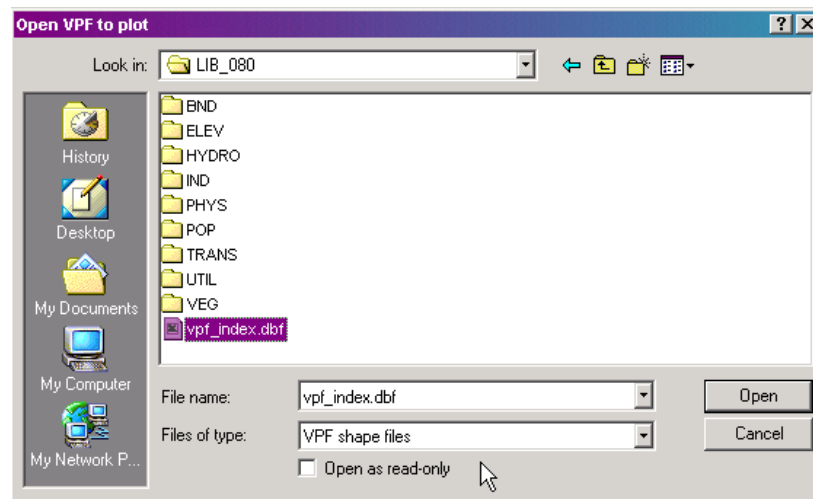 Open VPF to plot
Look in: LIB_080
History
Desktop
My Documents
My Computer
My Network P...
BND
ELEV
HYDRO
IND
PHYS
POP
TRANS
UTIL
VEG
vpf_index.dbf
File name: vpf_index.dbf Open
Files of type: VPF shape files Cancel
Open as read-only